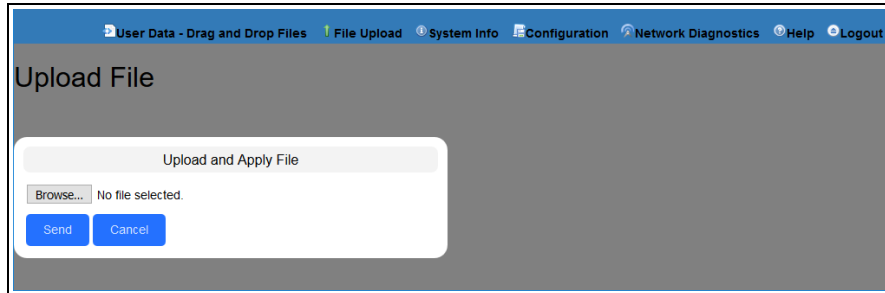 User Data - Drag and Drop Files File Upload System Info Configuration Network Diagnostics Help Logout
Upload File
Upload and Apply File
Browse... No file selected.
Send Cancel